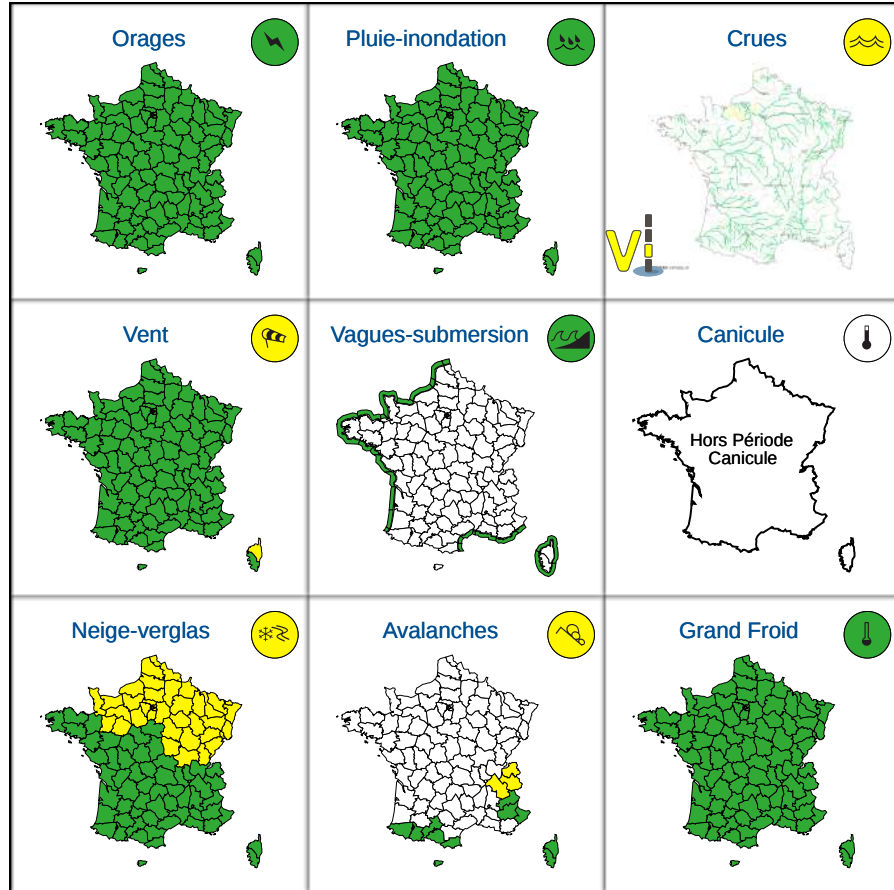 Orages
Pluie-inondation
Crues
Vent
Vagues-submersion
Canicule
Hors Période
Canicule
Neige-verglas
Avalanches
Grand Froid